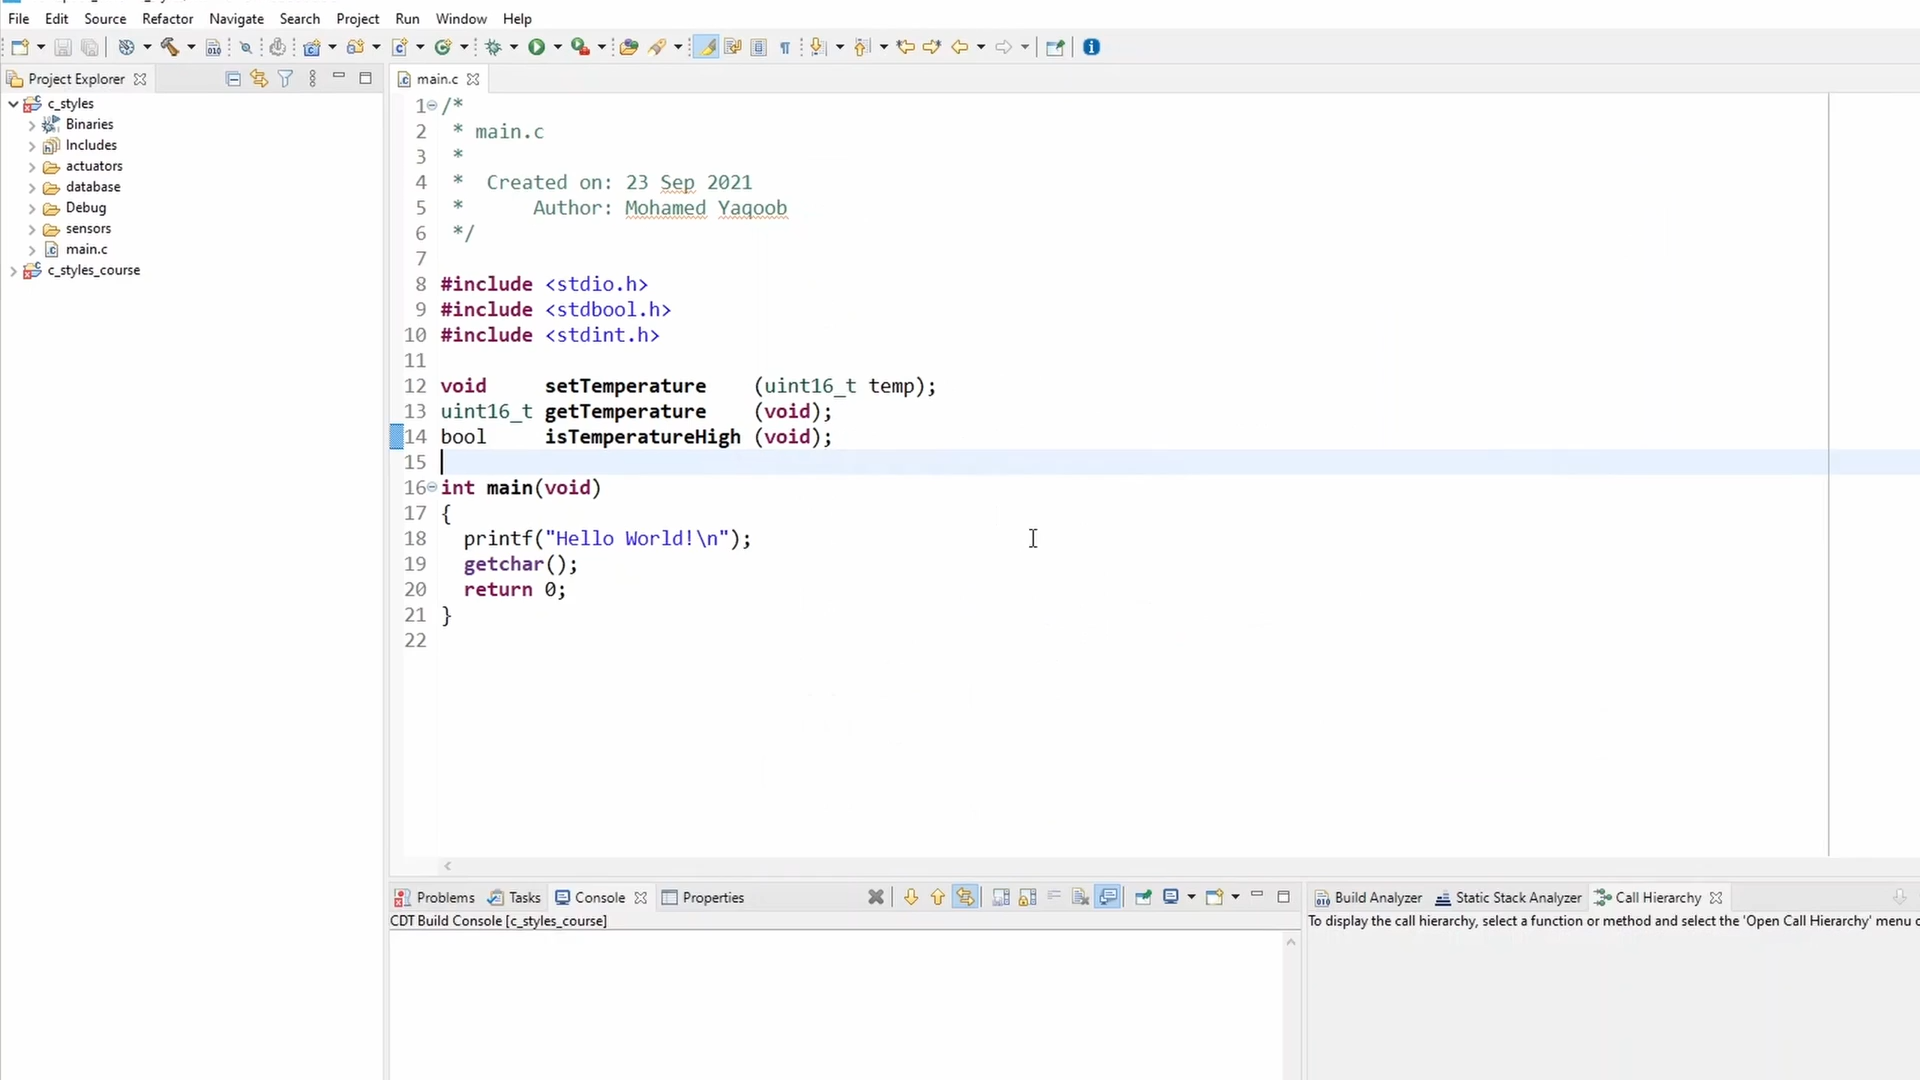 File Edit Source Refactor Navigate Search Project Run Window Help
Project Explorer
c_styles
Binaries
Includes
actuators
database
Debug
sensors
main.c
c_styles_course
main.c
1 /*
2 * main.c
3 *
4 * Created on: 23 Sep 2021
5 * Author: Mohamed Yaqoob
6 */
7
8 #include <stdio.h>
9 #include <stdbool.h>
10 #include <stdint.h>
11
12 void setTemperature (uint16_t temp);
13 uint16_t getTemperature (void);
14 bool isTemperatureHigh (void);
15
16 int main(void)
17 {
18 printf("Hello World!\n");
19 getchar();
20 return 0;
21 }
22
Problems Tasks Console Properties
CDT Build Console [c_styles_course]
Build Analyzer Static Stack Analyzer Call Hierarchy
To display the call hierarchy, select a function or method and select the 'Open Call Hierarchy' menu